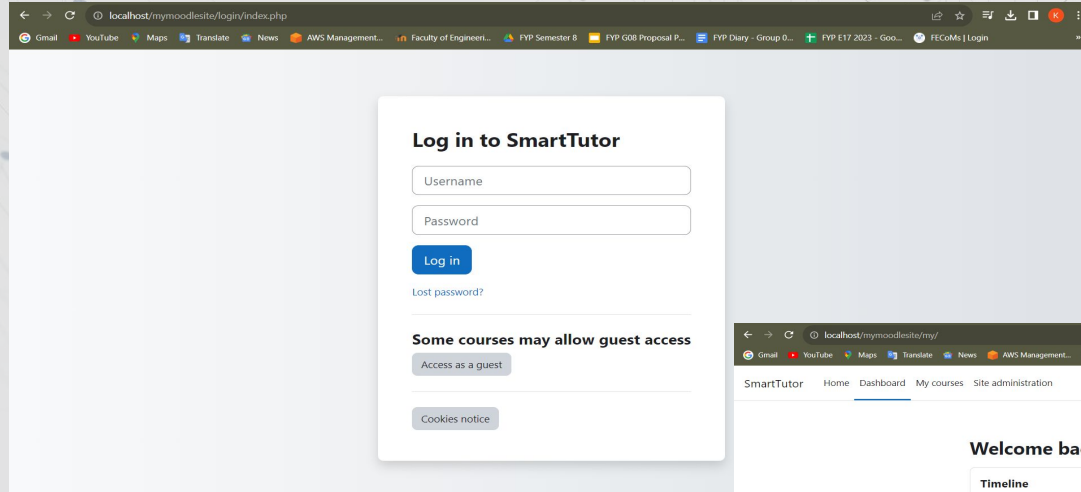 localhost/mymoodlesite/login/index.php
K
Gmail YouTube Maps Translate News AWS Management... Faculty of Engineeri... FYP Semester 8 FYP G08 Proposal P... FYP Diary - Group 0... FYP E17 2023 - Goo... FECoMs | Login »
Log in to SmartTutor
Username
Password
Log in
Lost password?
Some courses may allow guest access
Access as a guest
Cookies notice
localhost/mymoodlesite/my/
Gmail YouTube Maps Translate News AWS Management...
SmartTutor Home Dashboard My courses Site administration
Welcome ba
Timeline